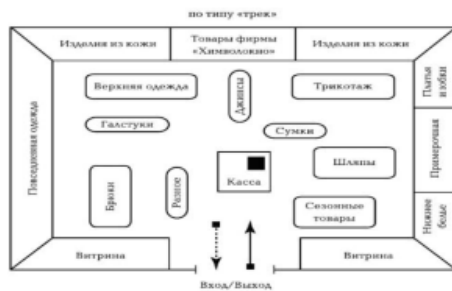 по типу «трек»
Изделия из кожи
Товары фирмы
«Химволокно»
Изделия из кожи
Платья
и юбки
Верхняя одежда
Джинсы
Трикотаж
Галстуки
Сумки
Повседневная одежда
Примерочная
Шляпы
Касса
Брюки
Разное
Сезонные
товары
Нижнее
белье
Витрина
Витрина
Вход/Выход